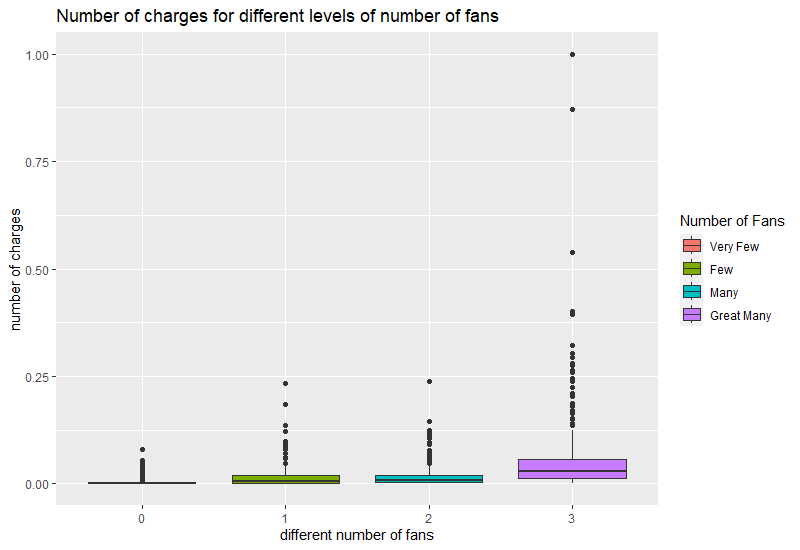 Number of charges for different levels of number of fans
number of charges
1.00
0.75
0.50
0.25
0.00
0
1
2
3
different number of fans
Number of Fans
Very Few
Few
Many
Great Many